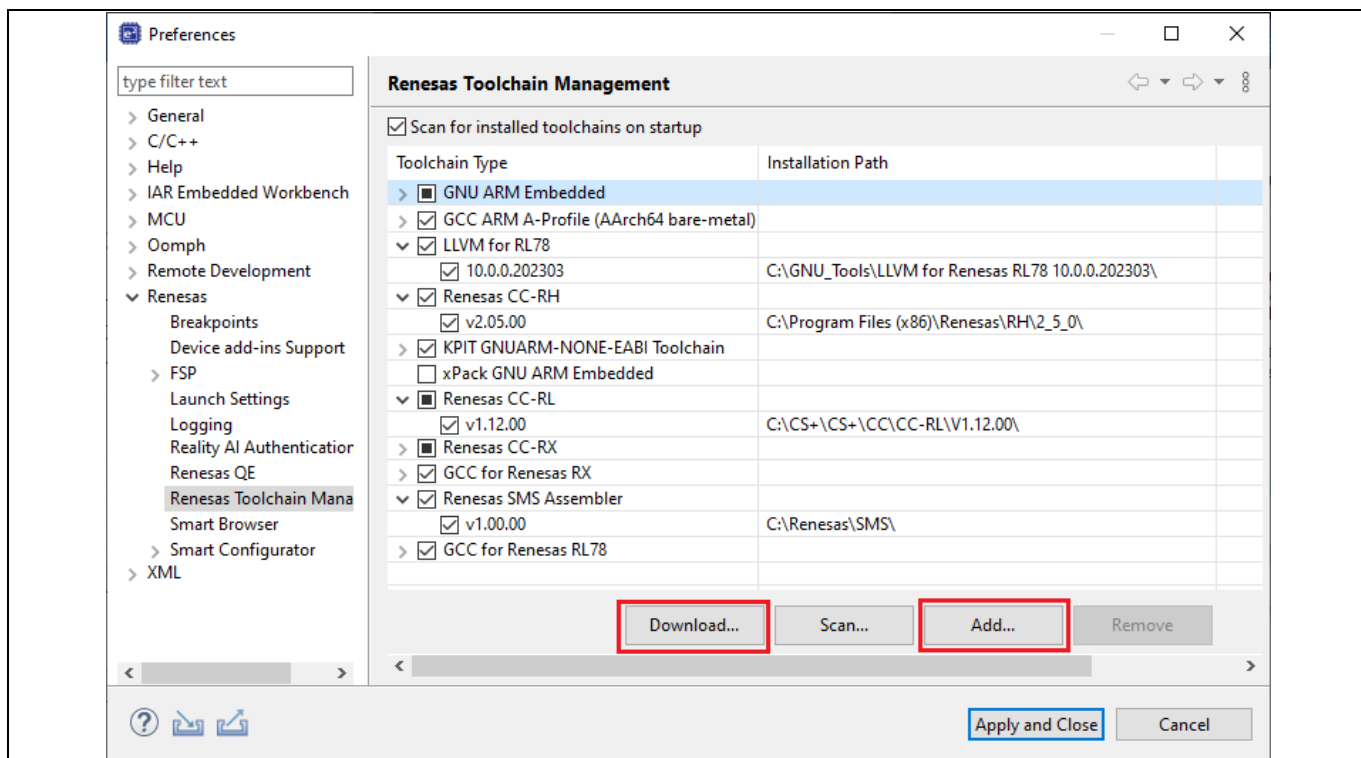 Preferences
type filter text
General
C/C++
Help
IAR Embedded Workbench
MCU
Oomph
Remote Development
Renesas
Breakpoints
Device add-ins Support
FSP
Launch Settings
Logging
Reality AI Authentication
Renesas QE
Renesas Toolchain Mana
Smart Browser
Smart Configurator
XML
Renesas Toolchain Management
Scan for installed toolchains on startup
Toolchain Type Installation Path
GNU ARM Embedded
GCC ARM A-Profile (AArch64 bare-metal)
LLVM for RL78
10.0.0.202303 C:\GNU_Tools\LLVM for Renesas RL78 10.0.0.202303\
Renesas CC-RH
v2.05.00 C:\Program Files (x86)\Renesas\RH\2_5_0\
KPIT GNUARM-NONE-EABI Toolchain
xPack GNU ARM Embedded
Renesas CC-RL
v1.12.00 C:\CS+\CS+\CC\CC-RL\V1.12.00\
Renesas CC-RX
GCC for Renesas RX
Renesas SMS Assembler
v1.00.00 C:\Renesas\SMS\
GCC for Renesas RL78
Download... Scan... Add... Remove
Apply and Close Cancel